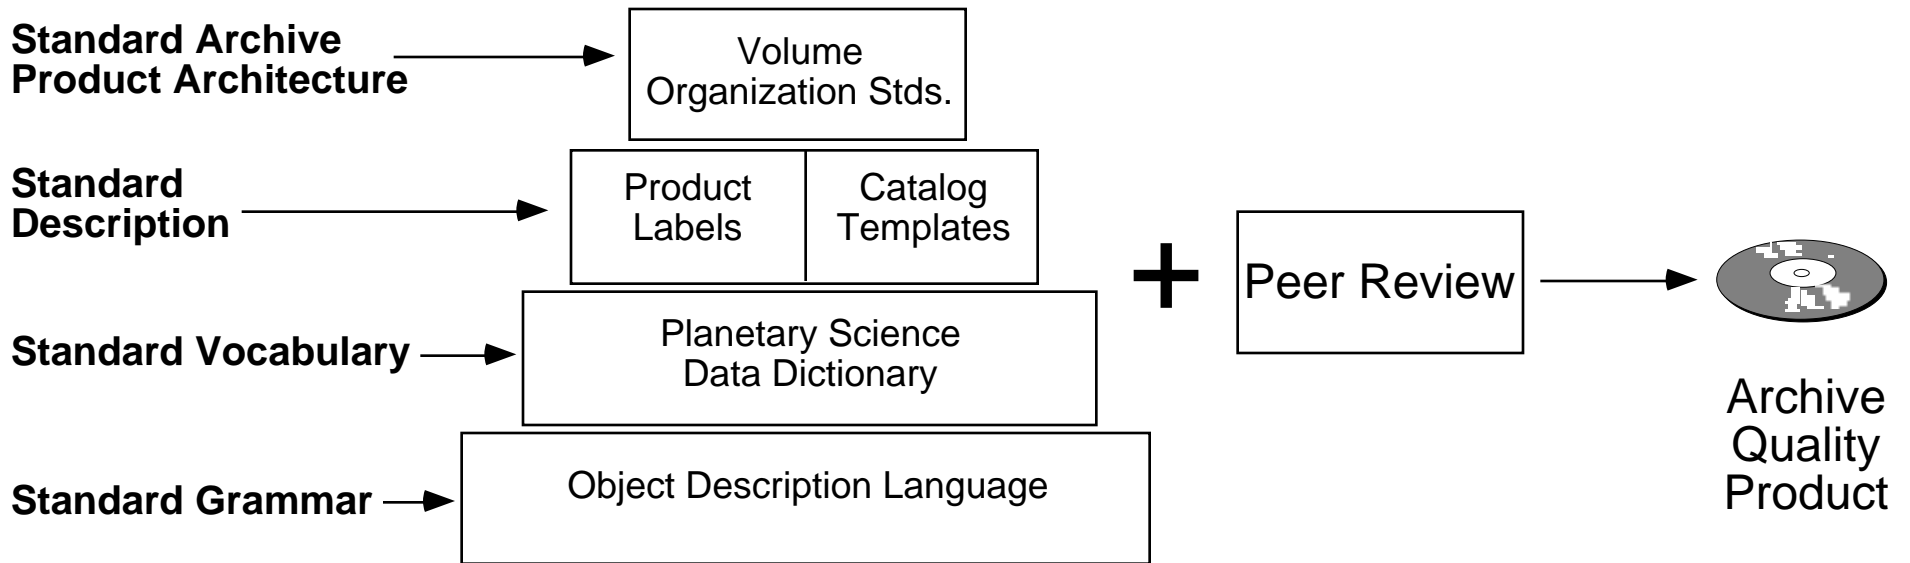 Standard Archive
Product Architecture
Volume
Organization Stds.
Standard
Description
Product
Labels
Catalog
Templates
+
Peer Review
Standard Vocabulary
Planetary Science
Data Dictionary
Archive
Quality
Product
Standard Grammar
Object Description Language